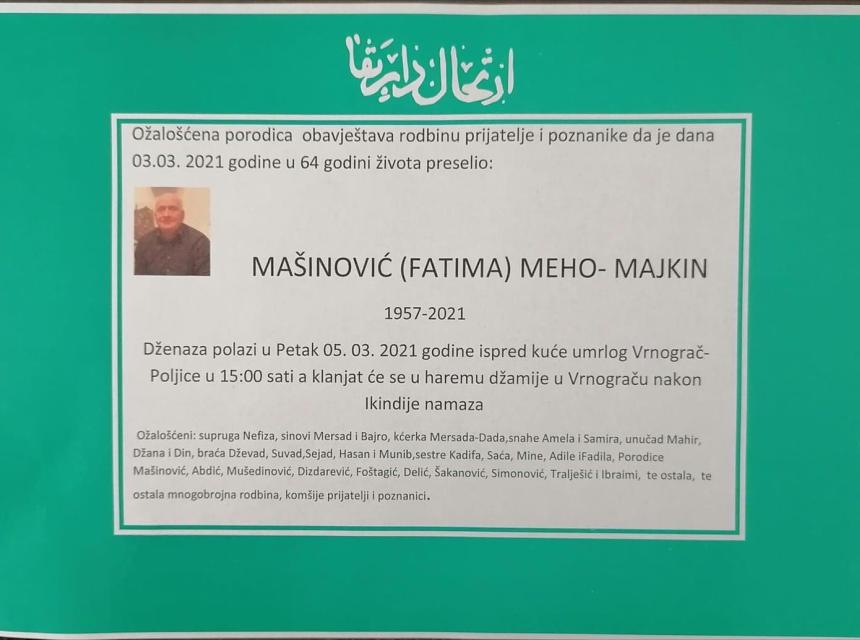 ارتحال دار بقا
Ožalošćena porodica obavještava rodbinu prijatelje i poznanike da je dana
03.03. 2021 godine u 64 godini života preselio:
MAŠINOVIĆ (FATIMA) MEHO- MAJKIN
1957-2021
Dženaza polazi u Petak 05. 03. 2021 godine ispred kuće umrlog Vrnograč-
Poljice u 15:00 sati a klanjat će se u haremu džamije u Vrnograču nakon
Ikindije namaza
Ožalošćeni: supruga Nefiza, sinovi Mersad i Bajro, kćerka Mersada-Dada,snahe Amela i Samira, unučad Mahir,
Džana i Din, braća Dževad, Suvad,Sejad, Hasan i Munib,sestre Kadifa, Saća, Mine, Adile iFadila, Porodice
Mašinović, Abdić, Mušedinović, Dizdarević, Foštagić, Delić, Šakanović, Simonović, Tralješić i Ibraimi, te ostala, te
ostala mnogobrojna rodbina, komšije prijatelji i poznanici.